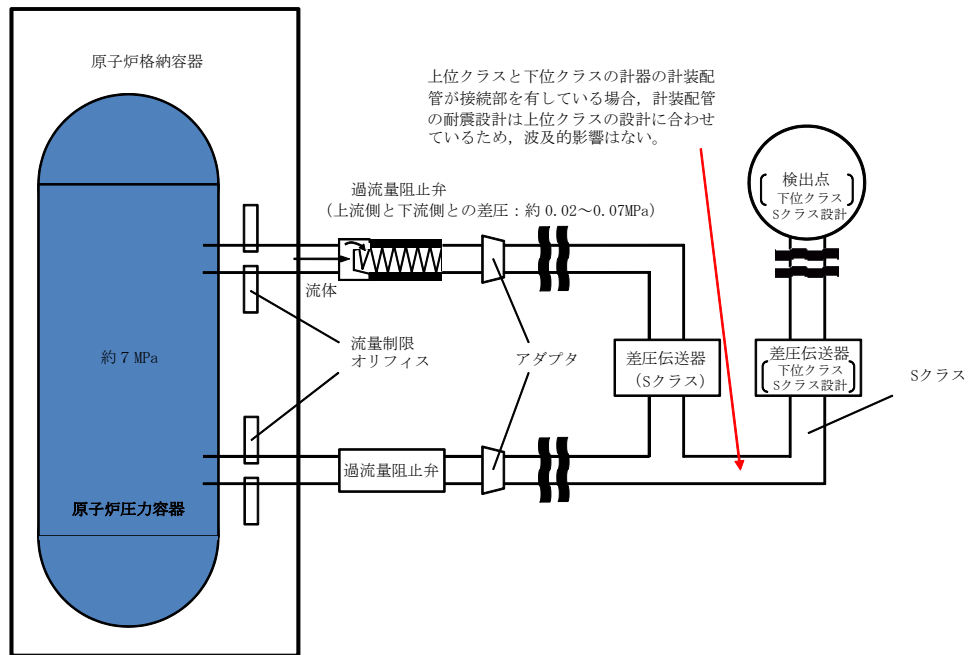 原子炉格納容器
上位クラスと下位クラスの計器の計装配
管が接続部を有している場合，計装配管
の耐震設計は上位クラスの設計に合わせ
ているため，波及的影響はない。
検出点
下位クラス
Sクラス設計
過流量阻止弁
（上流側と下流側との差圧：約 0.02～0.07MPa）
流体
約７MPa
流量制限
オリフィス
アダプタ
差圧伝送器
（Sクラス）
差圧伝送器
下位クラス
Sクラス設計
Sクラス
過流量阻止弁
原子炉圧力容器